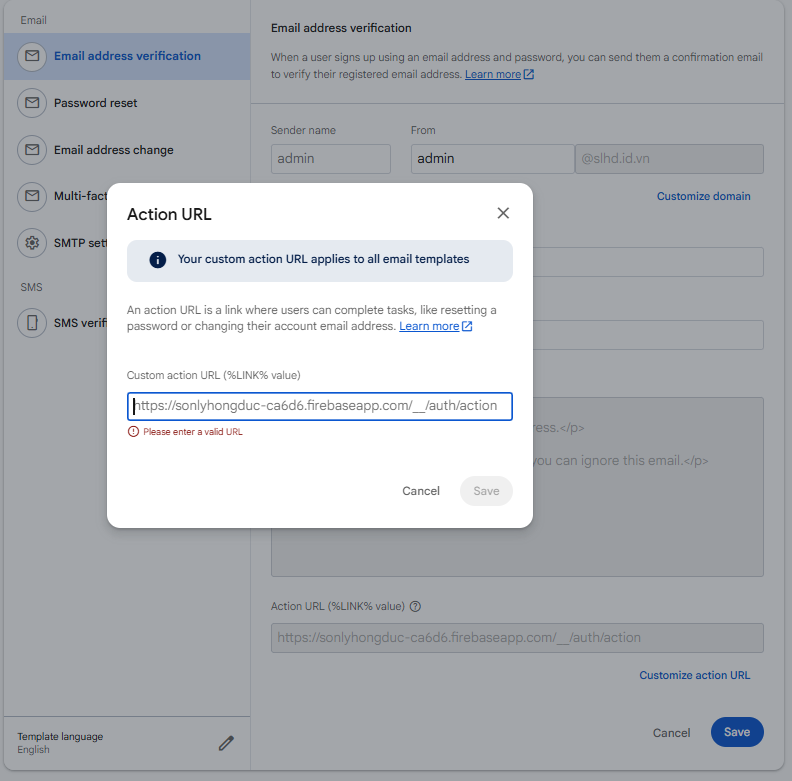 Email
Email address verification
Password reset
Email address change
Multi-fact
SMTP sett
SMS
SMS verifi
Template language
English
Email address verification
When a user signs up using an email address and password, you can send them a confirmation email
to verify their registered email address. Learn more
Sender name From
admin admin @slhd.id.vn
Customize domain
Action URL
Your custom action URL applies to all email templates
An action URL is a link where users can complete tasks, like resetting a
password or changing their account email address. Learn more
Custom action URL (%LINK% value)
https://sonlyhongduc-ca6d6.firebaseapp.com/__/auth/action
Please enter a valid URL
Cancel Save
ress.</p>
you can ignore this email.</p>
Action URL (%LINK% value)
https://sonlyhongduc-ca6d6.firebaseapp.com/__/auth/action
Customize action URL
Cancel Save